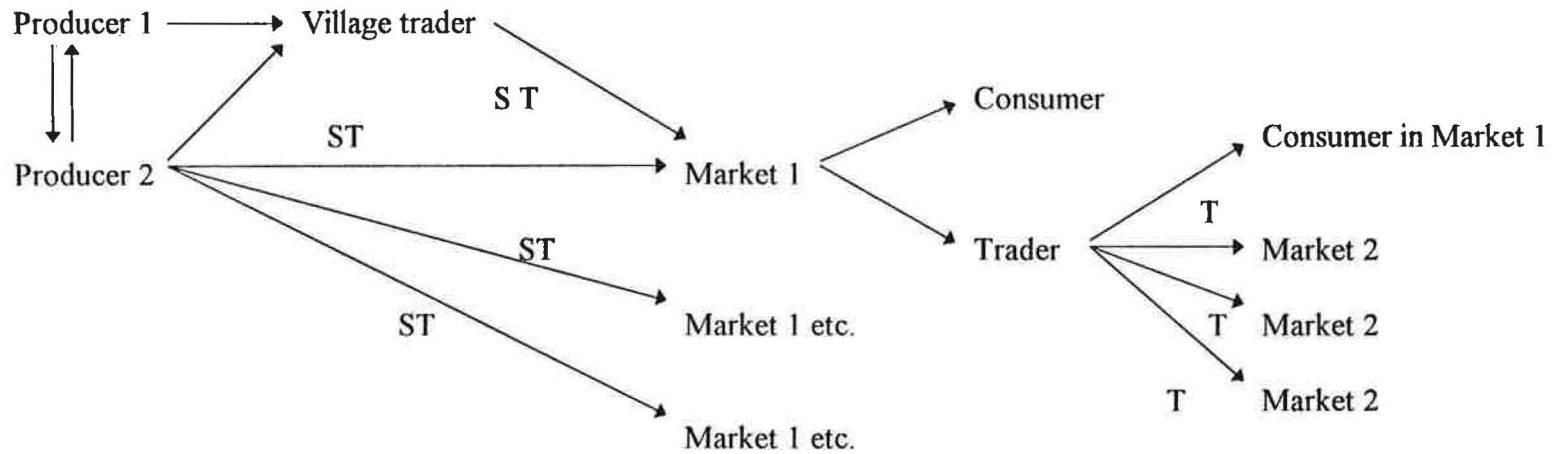 Producer 1
Village trader
S T
Consumer
ST
Consumer in Market 1
Producer 2
Market 1
T
ST
Trader
Market 2
ST
Market 1 etc.
T
Market 2
T
Market 2
Market 1 etc.